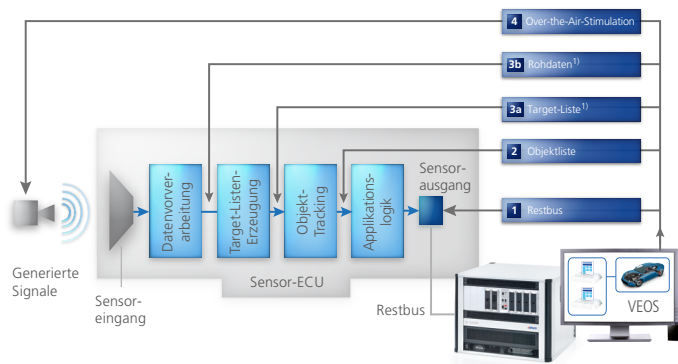 4 Over-the-Air-Stimulation
3b Rohdaten¹⁾
3a Target-Liste¹⁾
2 Objektliste
1 Restbus
Sensor-
ausgang
Datenvorver-
arbeitung
Target-Listen-
Erzeugung
Objekt-
Tracking
Applikations-
logik
Generierte
Signale
Sensor-
eingang
Sensor-ECU
Restbus
VEOS